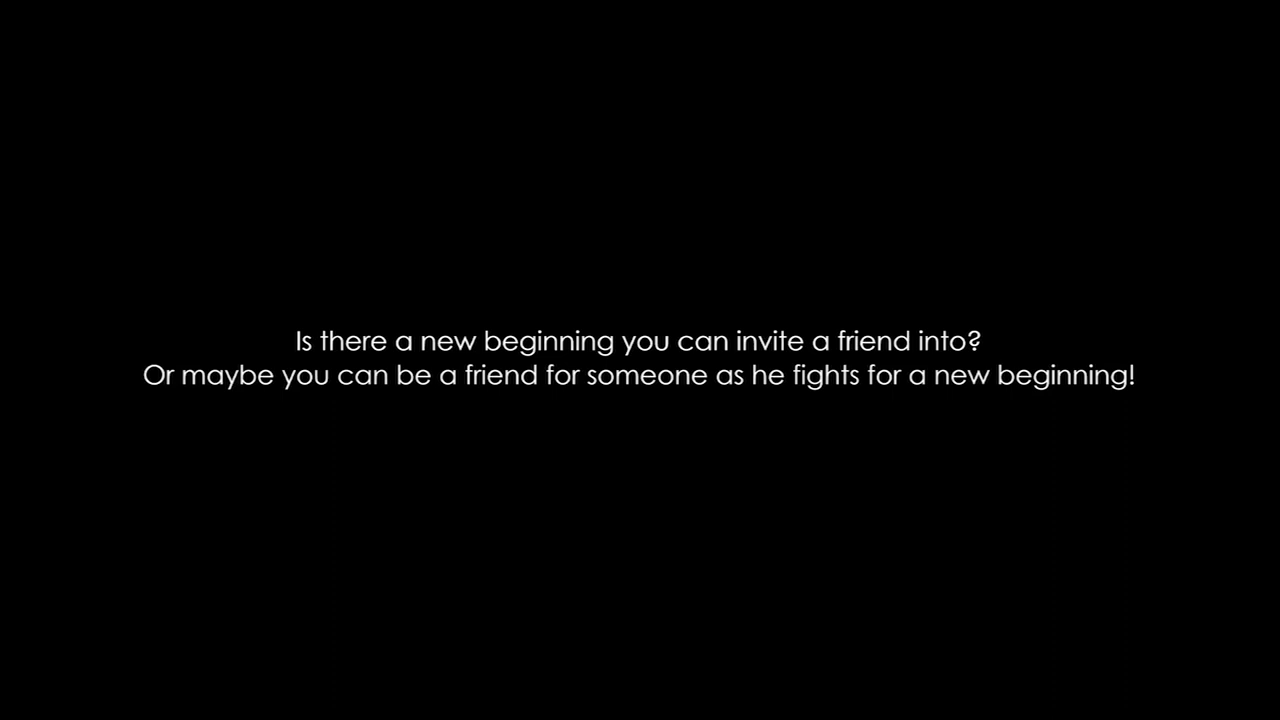 Is there a new beginning you can invite a friend into?
Or maybe you can be a friend for someone as he fights for a new beginning!